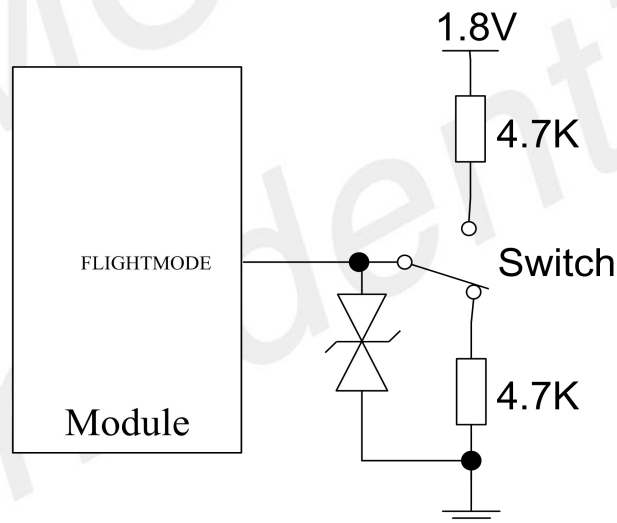 1.8V
4.7K
FLIGHTMODE
Switch
4.7K
Module